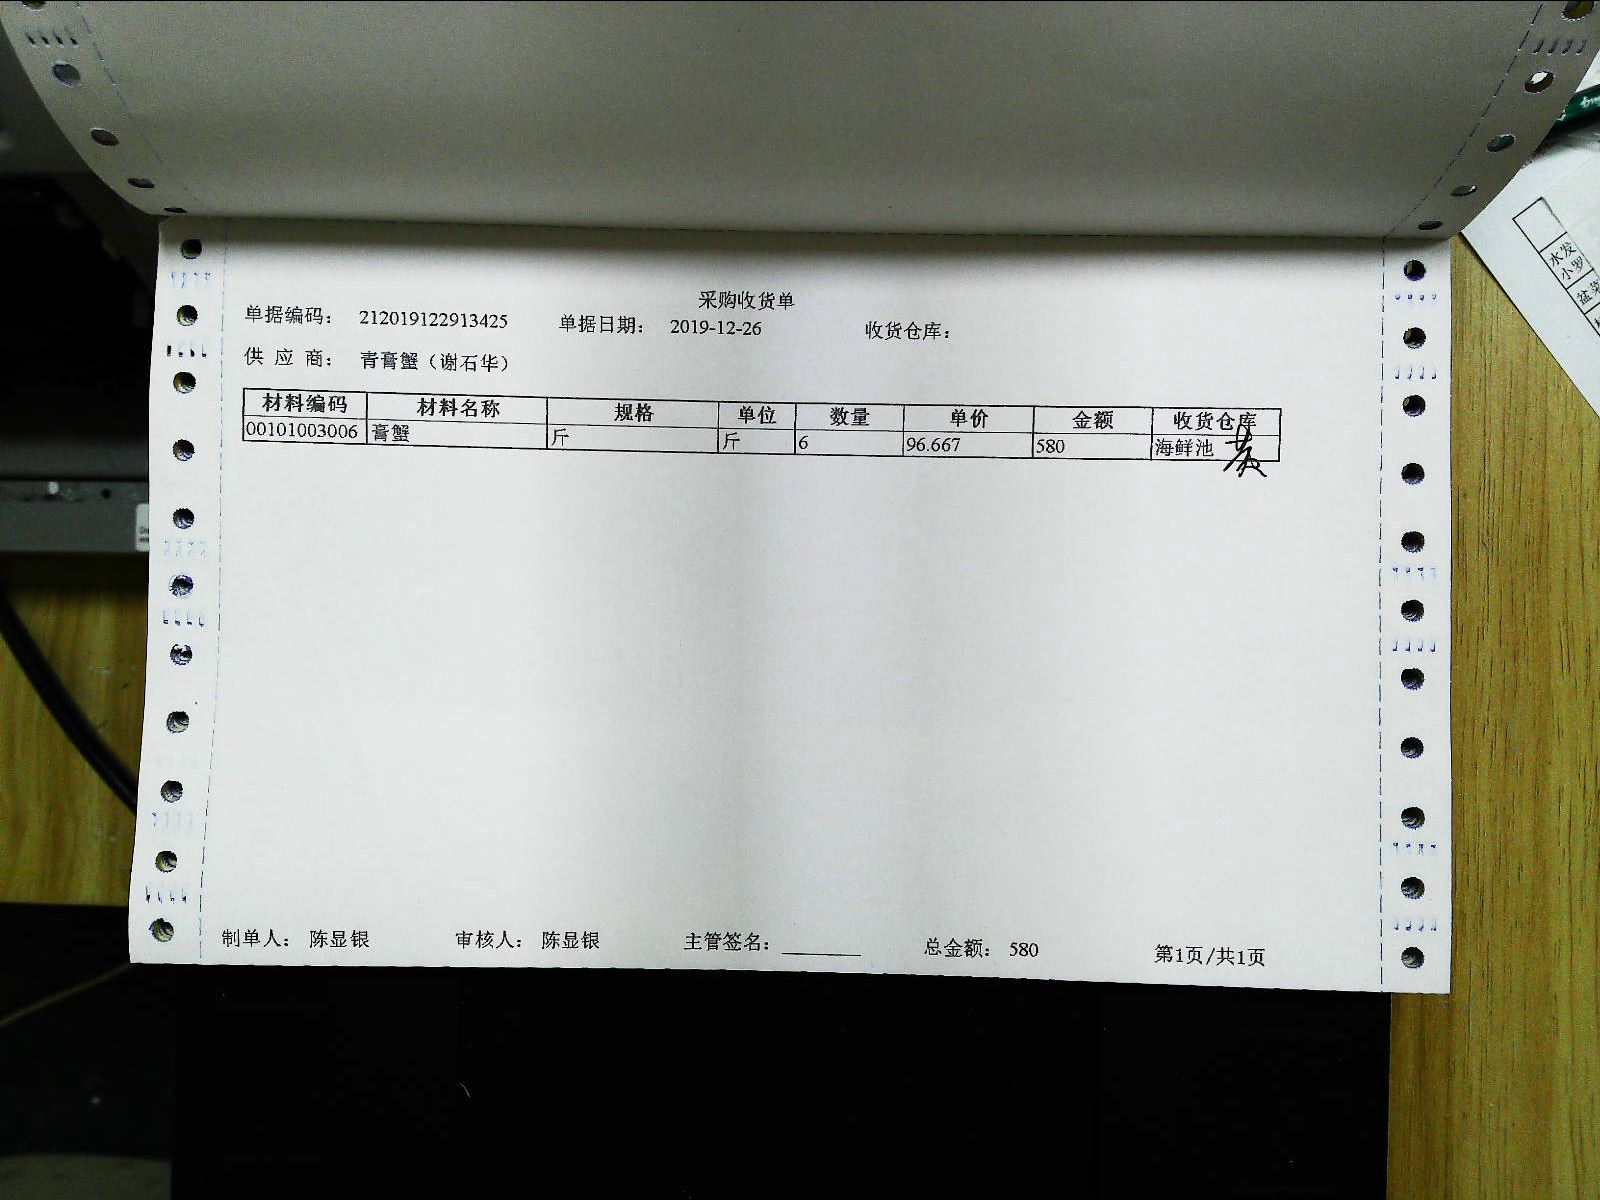 采购收货单
单据编码： 212019122913425 单据日期： 2019-12-26 收货仓库：
供 应 商： 青膏蟹（谢石华）
材料编码 材料名称 规格 单位 数量 单价 金额 收货仓库
00101003006 膏蟹 斤 斤 6 96.667 580 海鲜池
制单人： 陈显银 审核人： 陈显银 主管签名： 总金额： 580 第1页/共1页
水发
小罗